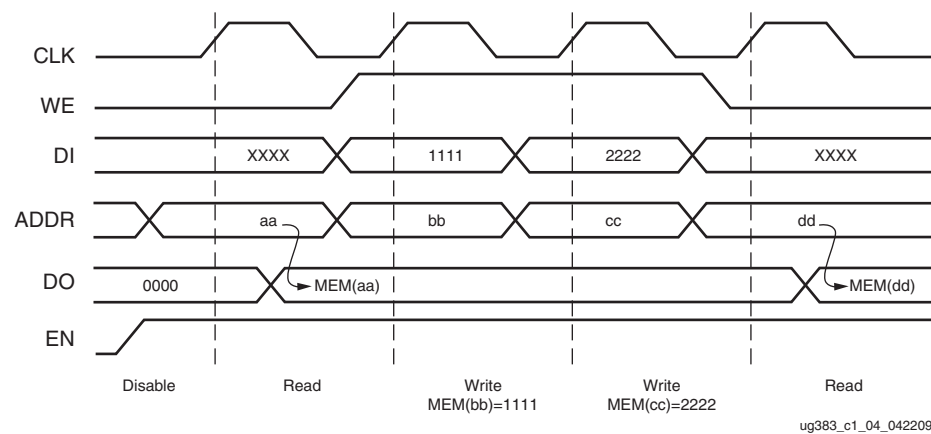 CLK
WE
DI XXXX 1111 2222 XXXX
ADDR aa bb cc dd
DO 0000 MEM(aa) MEM(dd)
EN
Disable Read Write Write Read
MEM(bb)=1111 MEM(cc)=2222
ug383_c1_04_042209